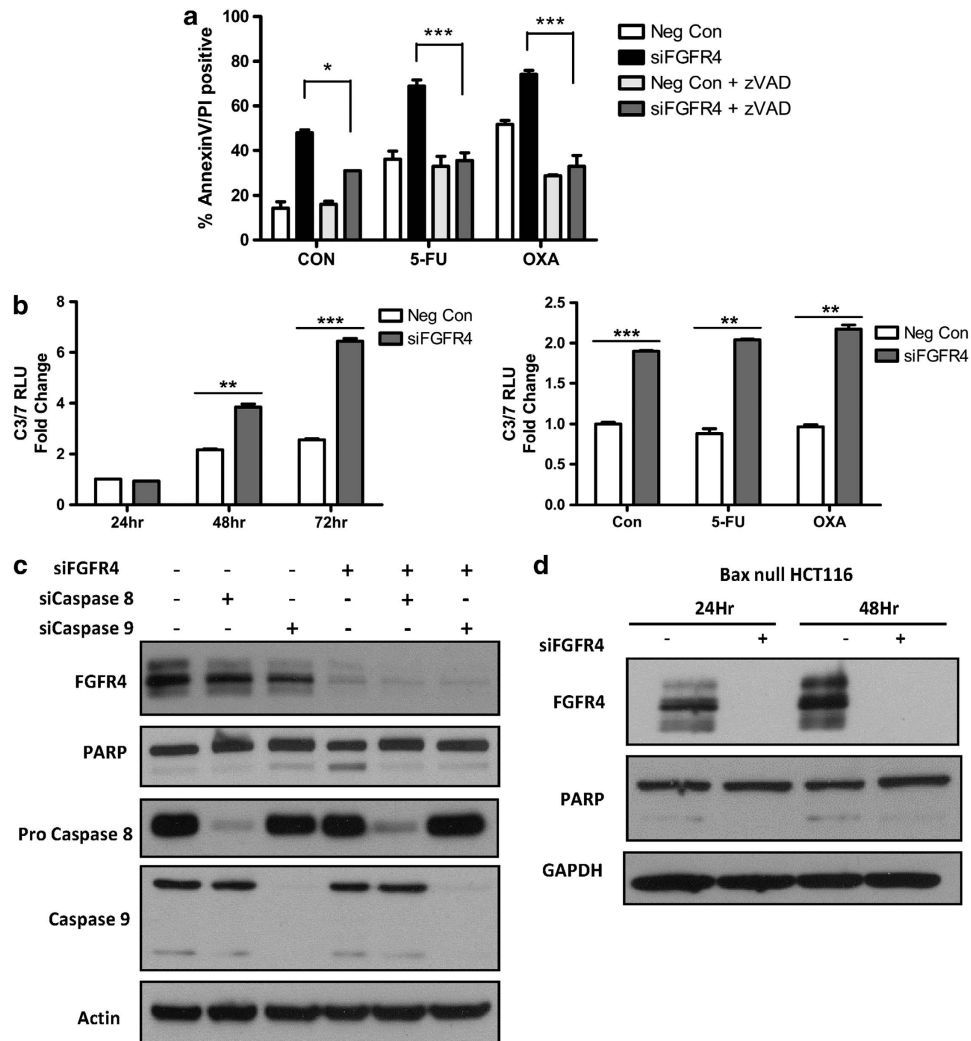 a
% AnnexinV/PI positive
100
80
60
40
20
0
*
***
***
CON
5-FU
OXA
Neg Con
siFGFR4
Neg Con + zVAD
siFGFR4 + zVAD
b
C3/7 RLU
Fold Change
8
6
4
2
0
**
***
24hr
48hr
72hr
Neg Con
siFGFR4
C3/7 RLU
Fold Change
2.5
2.0
1.5
1.0
0.5
0.0
***
**
**
Con
5-FU
OXA
Neg Con
siFGFR4
c
siFGFR4 - - - + + +
siCaspase 8 - + - - + -
siCaspase 9 - - + - - +
FGFR4
PARP
Pro Caspase 8
Caspase 9
Actin
d
Bax null HCT116
24Hr 48Hr
siFGFR4 - + - +
FGFR4
PARP
GAPDH